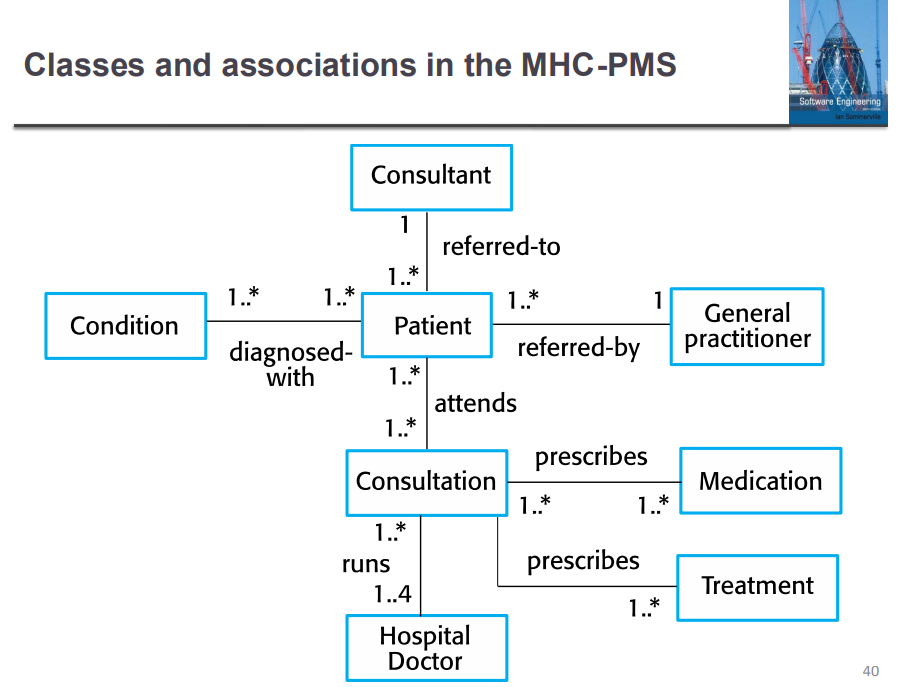 Classes and associations in the MHC-PMS
Software Engineering
Ian Sommerville
Consultant
1
referred-to
1..*
Condition
1..*
1..*
diagnosed-
with
Patient
1..*
1
referred-by
General
practitioner
1..*
attends
1..*
Consultation
prescribes
1..*
1..*
Medication
prescribes
1..*
Treatment
1..*
runs
1..4
Hospital
Doctor
40